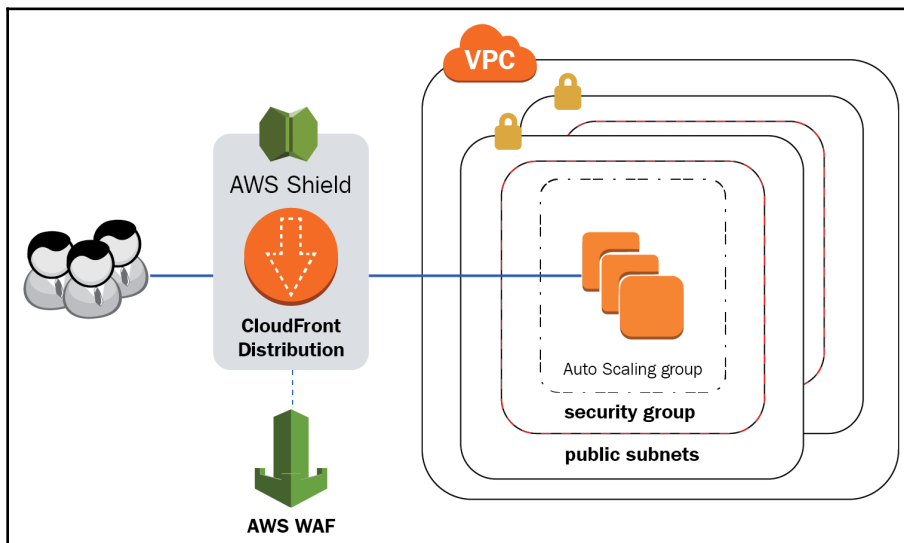 VPC
AWS Shield
CloudFront
Distribution
AWS WAF
Auto Scaling group
security group
public subnets